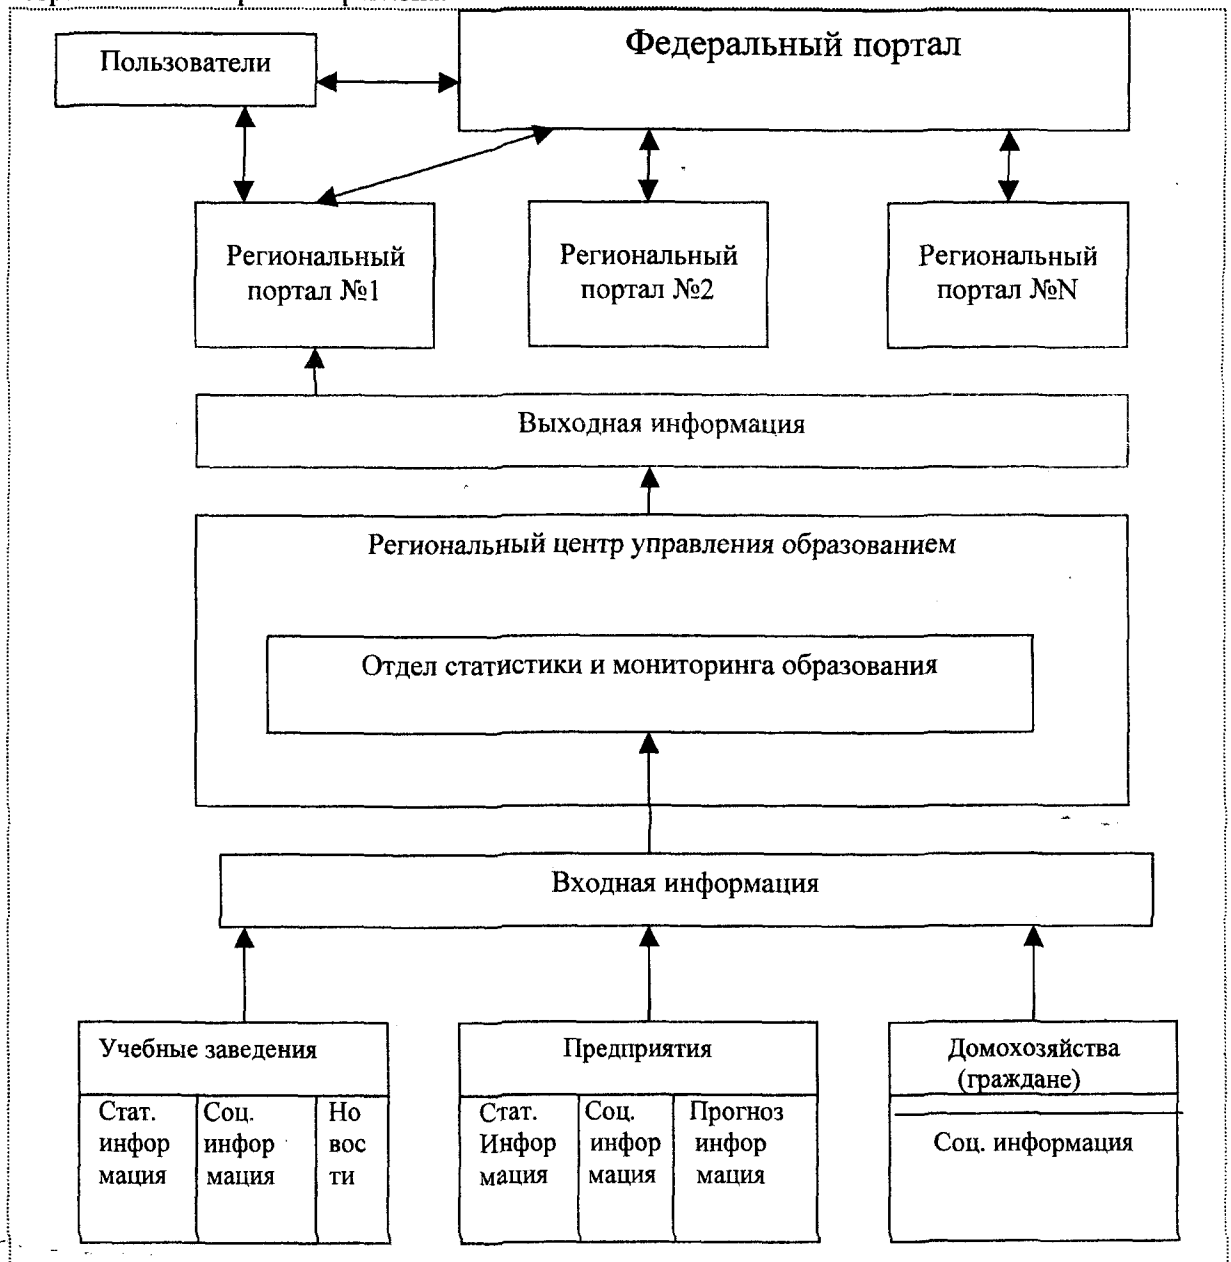 Пользователи
Федеральный портал
Региональный
портал №1
Региональный
портал №2
Региональный
портал №N
Выходная информация
Региональный центр управления образованием
Отдел статистики и мониторинга образования
Входная информация
Учебные заведения
Стат.
инфор
мация
Соц.
инфор
мация
Но
вос
ти
Предприятия
Стат.
Инфор
мация
Соц.
инфор
мация
Прогноз
инфор
мация
Домохозяйства
(граждане)
Соц. информация